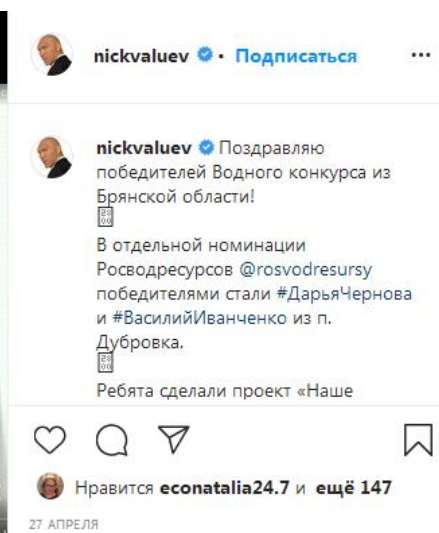 nickvaluev • Подписаться
nickvaluev Поздравляю
победителей Водного конкурса из
Брянской области!
В отдельной номинации
Росводресурсов @rosvodresursy
победителями стали #ДарьяЧернова
и #ВасилийИванченко из п.
Дубровка.
Ребята сделали проект «Наше
Нравится econatalia24.7 и ещё 147
27 АПРЕЛЯ